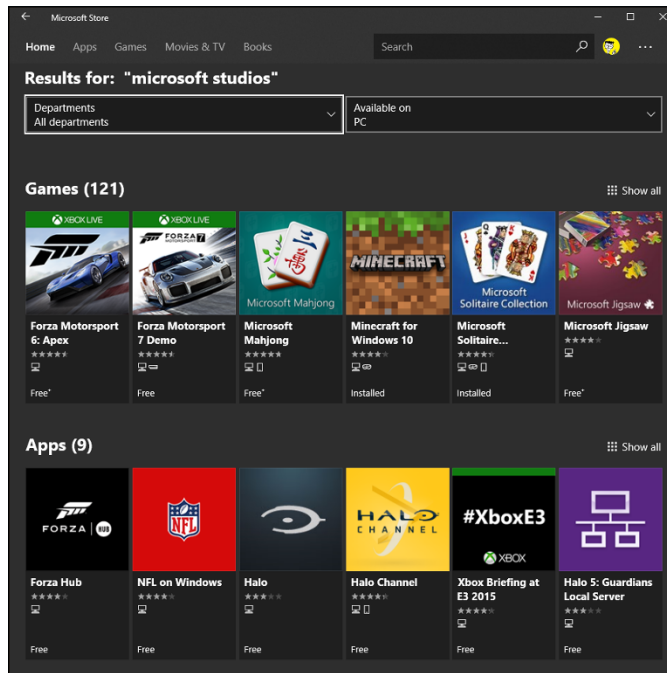 Microsoft Store
Home Apps Games Movies & TV Books Search
Results for: "microsoft studios"
Departments
All departments
Available on
PC
Games (121) Show all
XBOX LIVE XBOX LIVE
FORZA
MOTORSPORT 7
Microsoft Mahjong
MINECRAFT
Microsoft
Solitaire Collection
Microsoft Jigsaw
Forza Motorsport
6: Apex
Free*
Forza Motorsport
7 Demo
Free
Microsoft
Mahjong
Free*
Minecraft for
Windows 10
Installed
Microsoft
Solitaire...
Installed
Microsoft Jigsaw
Free*
Apps (9) Show all
FORZA HUB
NFL
HALO
CHANNEL
#XboxE3
XBOX
Forza Hub
Free
NFL on Windows
Free
Halo
Free
Halo Channel
Free
Xbox Briefing at
E3 2015
Free
Halo 5: Guardians
Local Server
Free